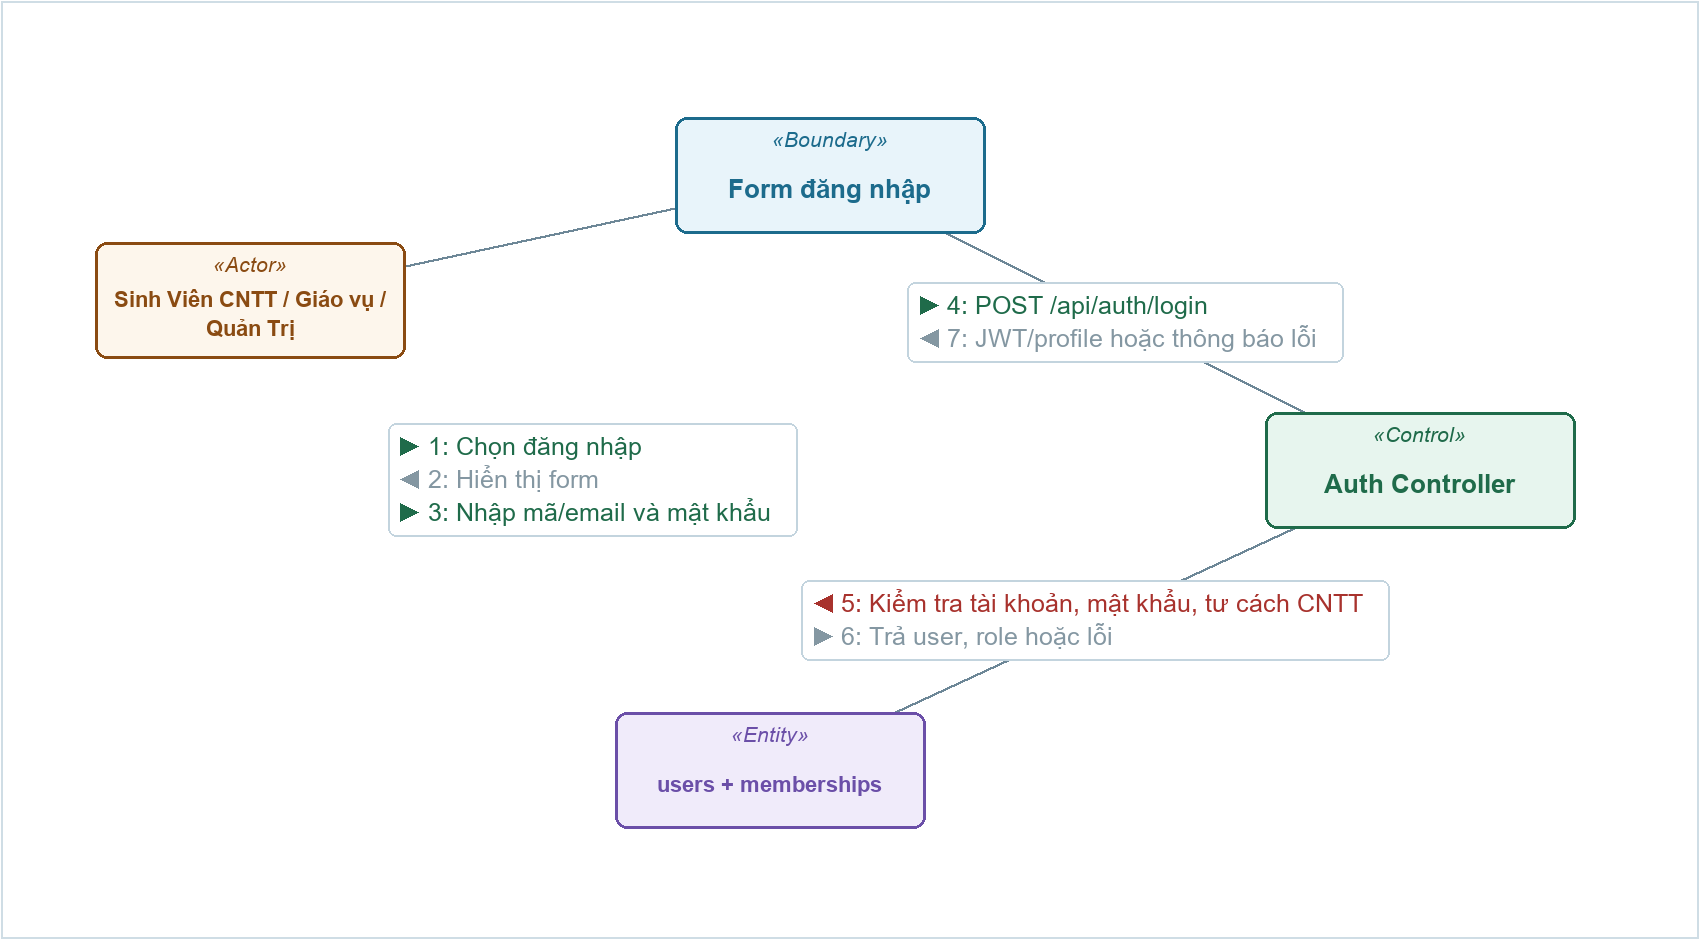 «Boundary»
Form đăng nhập
«Actor»
Sinh Viên CNTT / Giáo vụ /
Quản Trị
▶ 4: POST /api/auth/login
◀ 7: JWT/profile hoặc thông báo lỗi
▶ 1: Chọn đăng nhập
◀ 2: Hiển thị form
▶ 3: Nhập mã/email và mật khẩu
«Control»
Auth Controller
◀ 5: Kiểm tra tài khoản, mật khẩu, tư cách CNTT
▶ 6: Trả user, role hoặc lỗi
«Entity»
users + memberships